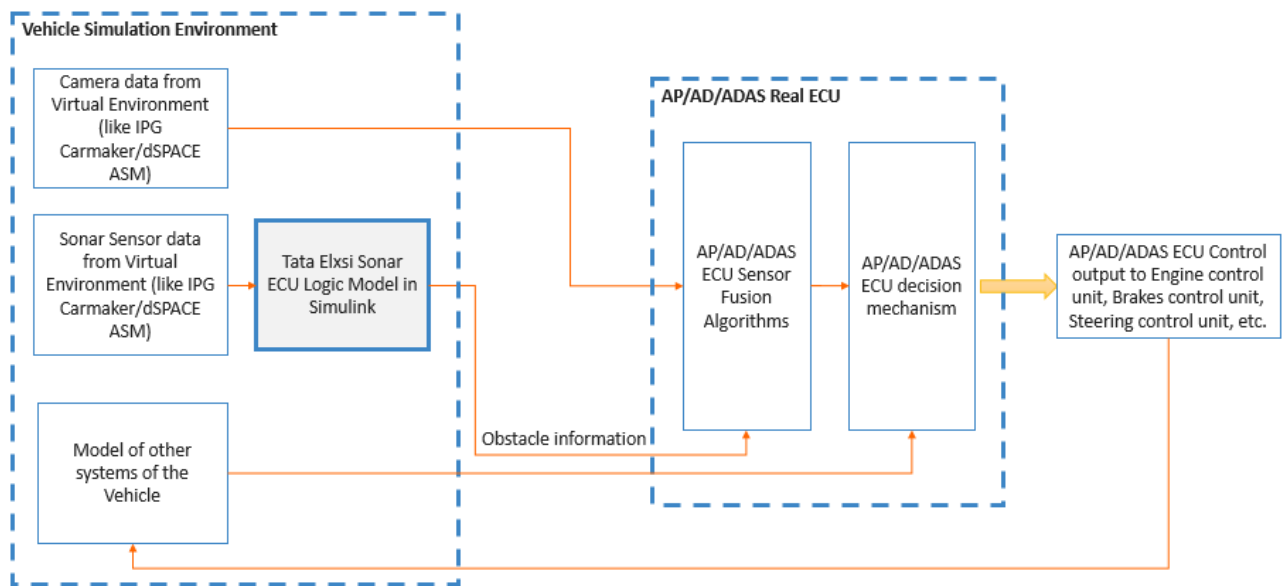 Vehicle Simulation Environment
Camera data from
Virtual Environment
(like IPG
Carmaker/dSPACE
ASM)
Sonar Sensor data
from Virtual
Environment (like IPG
Carmaker/dSPACE
ASM)
Tata Elxsi Sonar
ECU Logic Model in
Simulink
Model of other
systems of the
Vehicle
Obstacle information
AP/AD/ADAS Real ECU
AP/AD/ADAS
ECU Sensor
Fusion
Algorithms
AP/AD/ADAS
ECU decision
mechanism
AP/AD/ADAS ECU Control
output to Engine control
unit, Brakes control unit,
Steering control unit, etc.